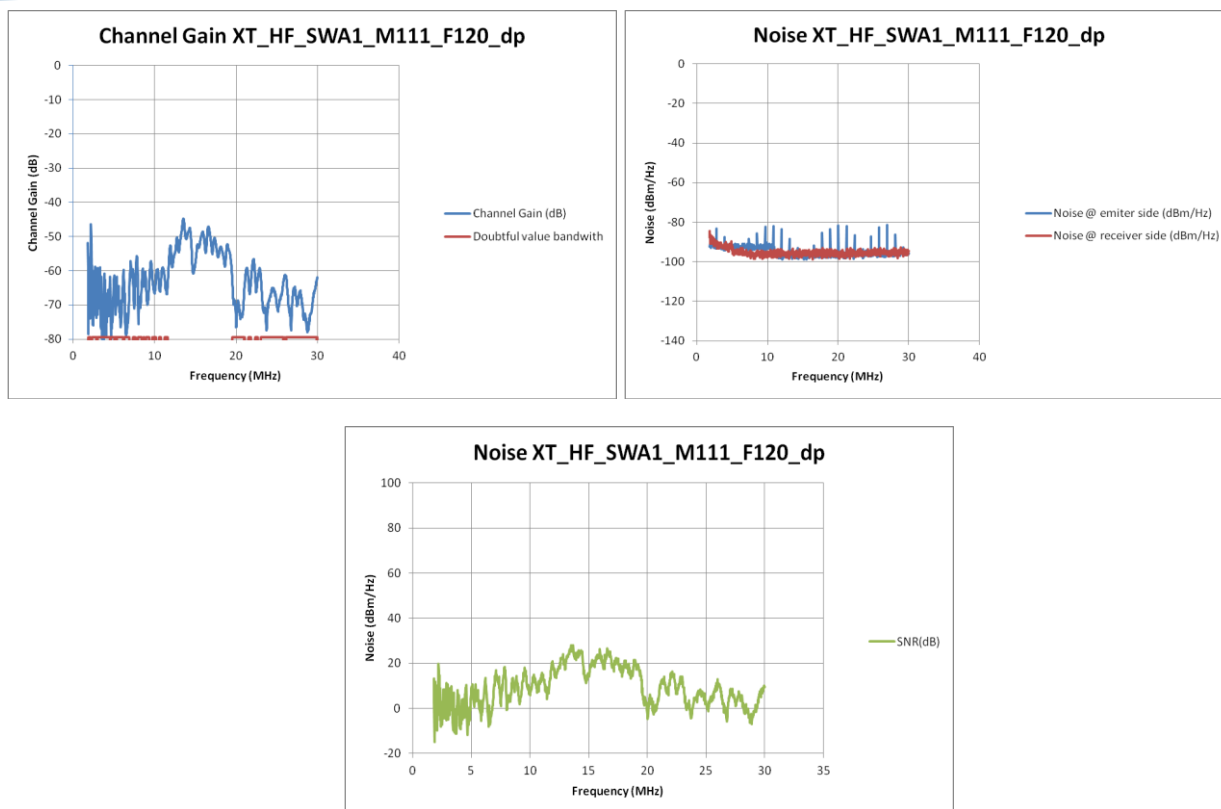 Channel Gain XT_HF_SWA1_M111_F120_dp
0
-10
-20
-30
-40
-50
-60
-70
-80
0 10 20 30 40
Channel Gain (dB)
Frequency (MHz)
Channel Gain (dB)
Doubtful value bandwith
Noise XT_HF_SWA1_M111_F120_dp
0
-20
-40
-60
-80
-100
-120
-140
0 10 20 30 40
Noise (dBm/Hz)
Frequency (MHz)
Noise @ emiter side (dBm/Hz)
Noise @ receiver side (dBm/Hz)
Noise XT_HF_SWA1_M111_F120_dp
100
80
60
40
20
0
-20
0 5 10 15 20 25 30 35
Noise (dBm/Hz)
Frequency (MHz)
SNR(dB)